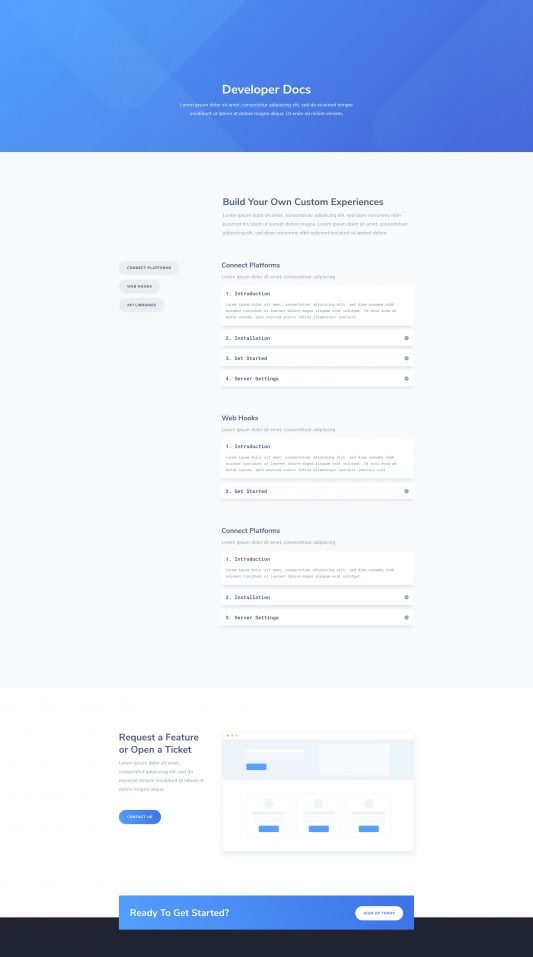 Developer Docs
Lorem ipsum dolor sit amet, consectetur adipiscing elit, sed do eiusmod tempor
incididunt ut labore et dolore magna aliqua. Ut enim ad minim veniam.
Build Your Own Custom Experiences
Lorem ipsum dolor sit amet, consectetuer adipiscing elit, sed diam nonummy nibh
euismod tincidunt ut laoreet dolore magna. Lorem ipsum dolor sit amet, consectetuer
adipiscing elit, sed diam nonummy nibh euismod tincidunt ut laoreet dolore.
CONNECT PLATFORMS
WEB HOOKS
API LIBRARIES
Connect Platforms
Lorem ipsum dolor sit amet, consectetuer adipiscing
1. Introduction
Lorem ipsum dolor sit amet, consectetuer adipiscing elit, sed diam nonummy nibh
euismod tincidunt ut laoreet dolore magna aliquam erat volutpat. Ut wisi enim ad
minim veniam, quis nostrud exerci tation ullamcorper suscipit
2. Installation
3. Get Started
4. Server Settings
Web Hooks
Lorem ipsum dolor sit amet, consectetuer adipiscing
1. Introduction
Lorem ipsum dolor sit amet, consectetuer adipiscing elit, sed diam nonummy nibh
euismod tincidunt ut laoreet dolore magna aliquam erat volutpat. Ut wisi enim ad
minim veniam, quis nostrud exerci tation ullamcorper suscipit lobortis nisl
2. Get Started
Connect Platforms
Lorem ipsum dolor sit amet, consectetuer adipiscing
1. Introduction
Lorem ipsum dolor sit amet, consectetuer adipiscing elit, sed diam nonummy nibh
euismod tincidunt ut laoreet dolore magna aliquam erat volutpat.
2. Installation
3. Server Settings
Request a Feature
or Open a Ticket
Lorem ipsum dolor sit amet,
consectetur adipiscing elit, sed do
eiusmod tempor incididunt ut labore et
dolore magna aliqua.
CONTACT US
Ready To Get Started?
SIGN UP TODAY